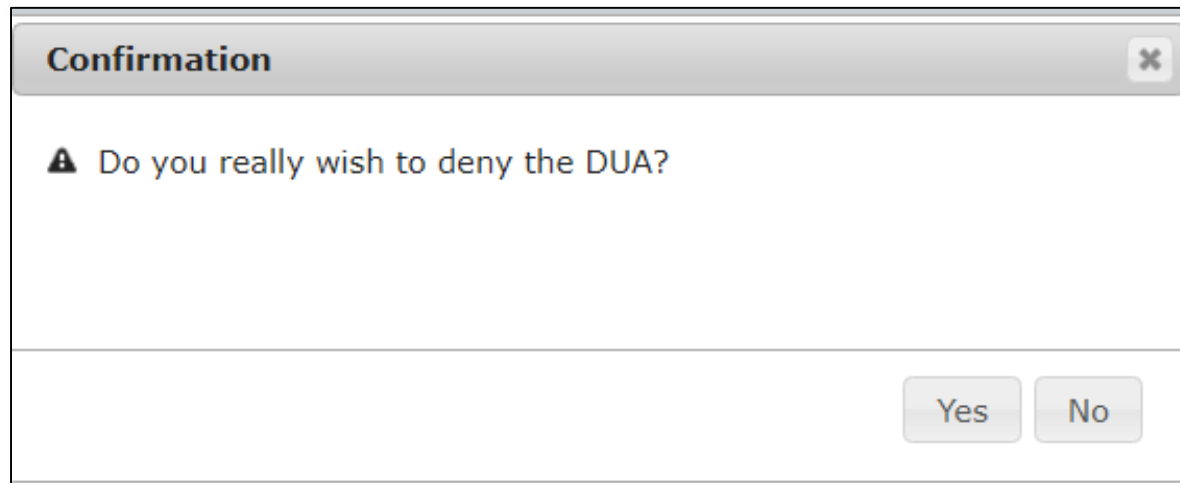 Confirmation
Do you really wish to deny the DUA?
Yes No